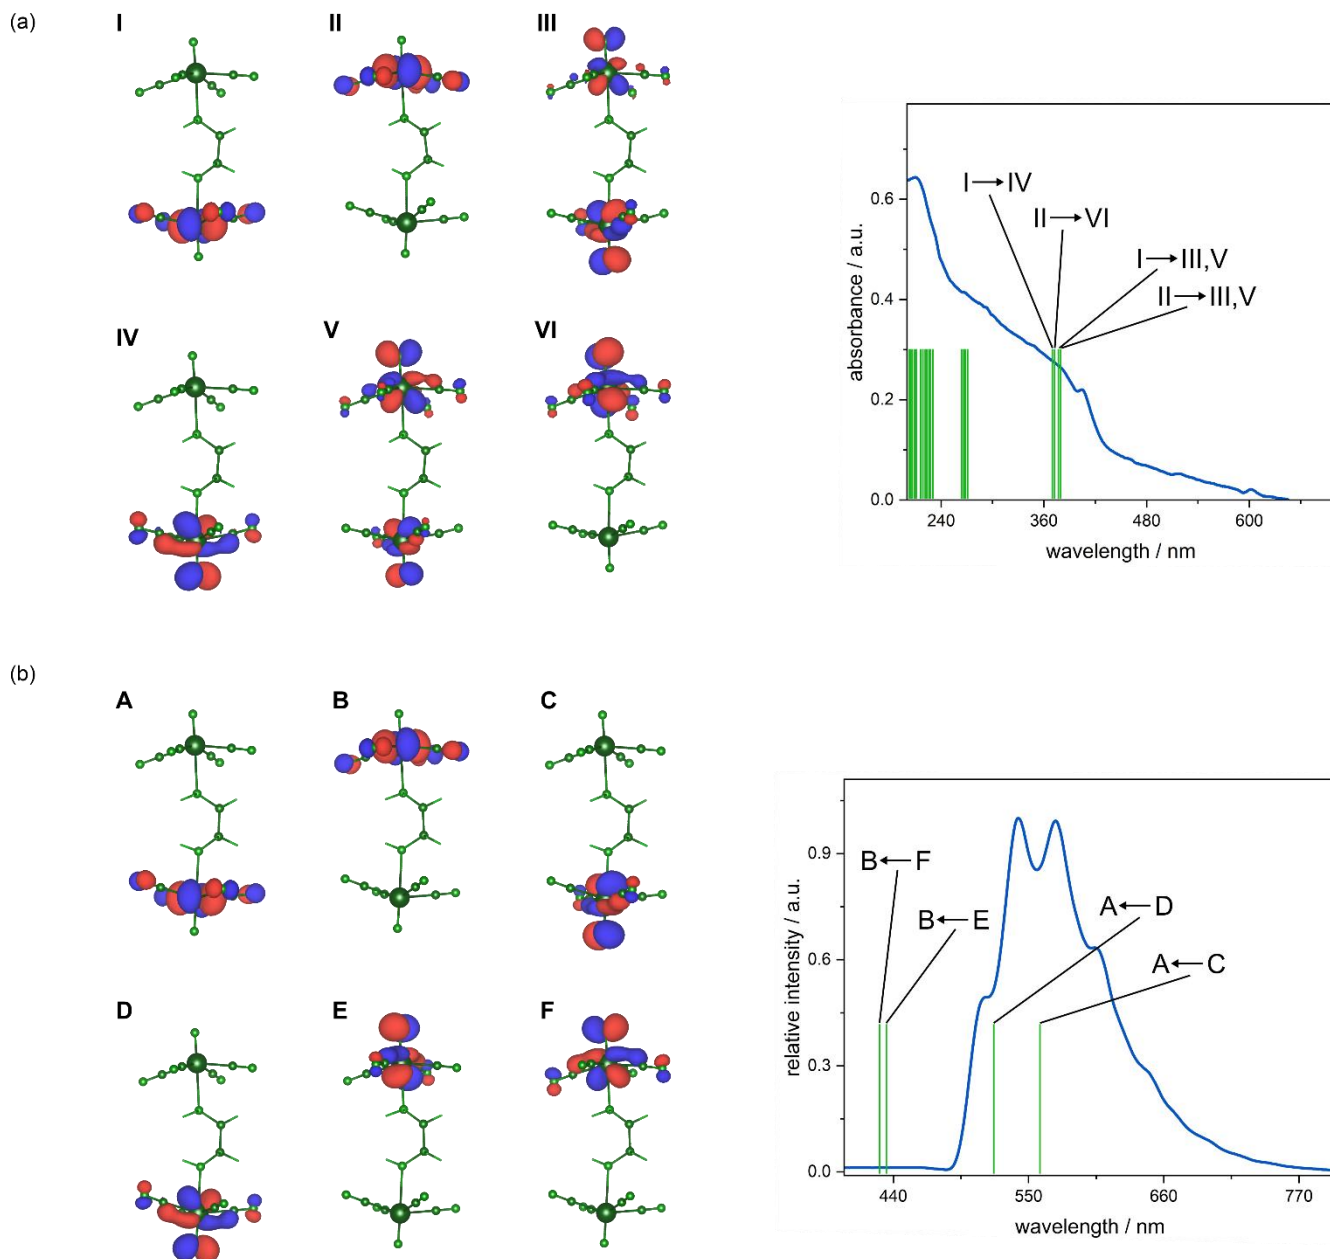 (a)
I
II
III
IV
V
VI
absorbance / a.u.
0.6
0.4
0.2
0.0
I→IV
II→VI
I→III,V
II→III,V
240
360
480
600
wavelength / nm
(b)
A
B
C
D
E
F
relative intensity / a.u.
0.9
0.6
0.3
0.0
B←F
B←E
A←D
A←C
440
550
660
770
wavelength / nm